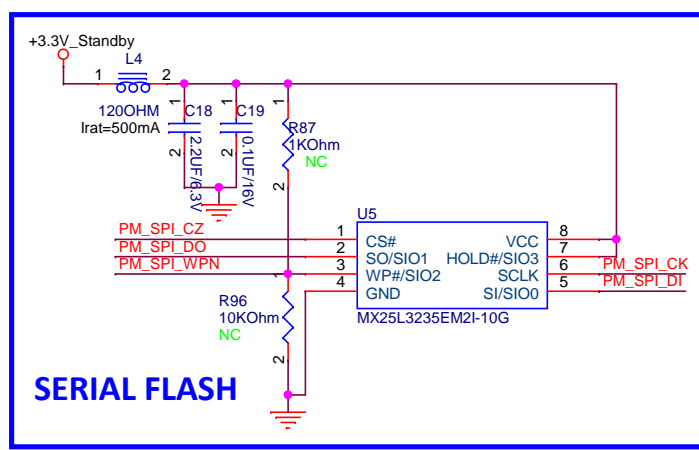 +3.3V_Standby
L4
1 2
120OHM
Irat=500mA
1 C18
2
2.2UF/6.3V
1 C19
2
0.1UF/16V
1
R87
1KOhm
NC
2
U5
PM_SPI_CZ 1 CS# VCC 8
PM_SPI_DO 2 SO/SIO1 HOLD#/SIO3 7
PM_SPI_WPN 3 WP#/SIO2 SCLK 6 PM_SPI_CK
4 GND SI/SIO0 5 PM_SPI_DI
MX25L3235EM2I-10G
1
R96
10KOhm
NC
2
SERIAL FLASH